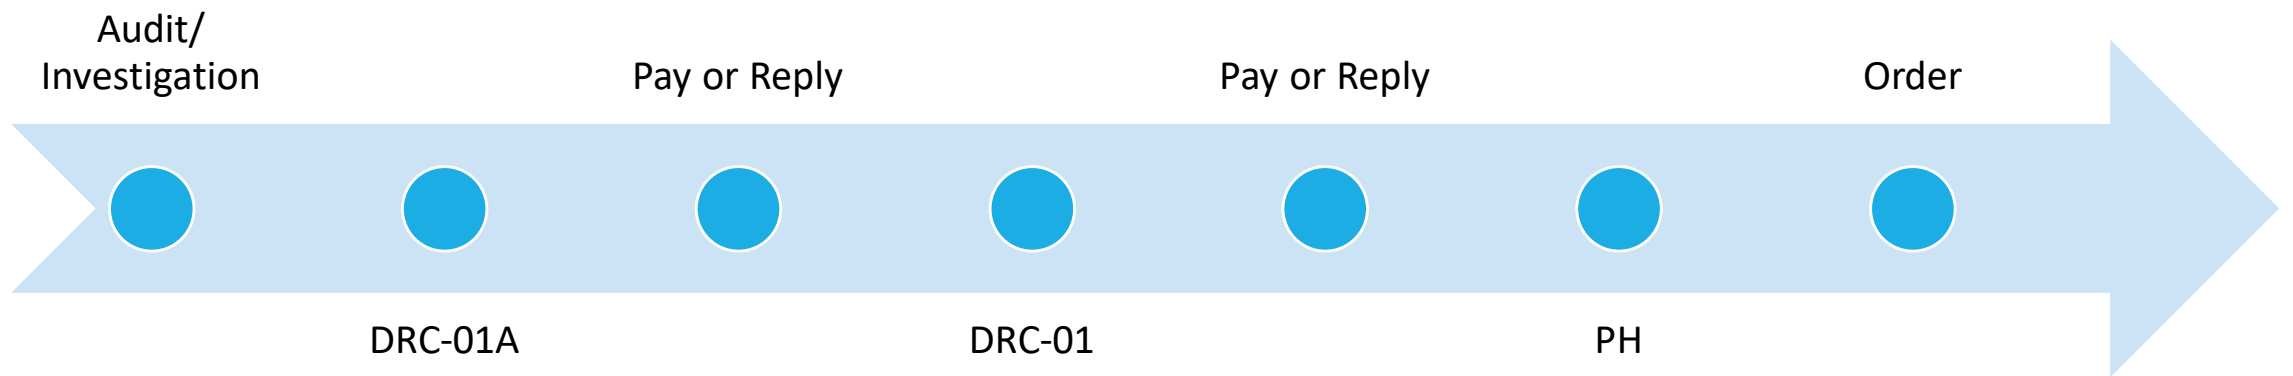 Audit/
Investigation
DRC-01A
Pay or Reply
DRC-01
Pay or Reply
PH
Order